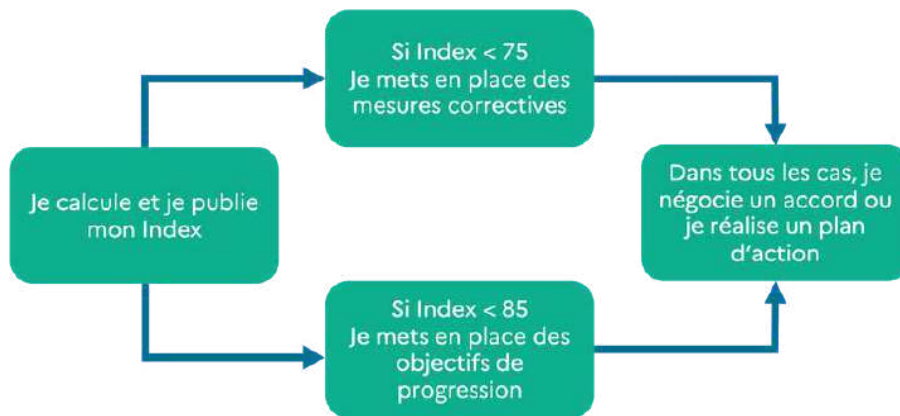 Si Index < 75
Je mets en place des
mesures correctives
Je calcule et je publie
mon Index
Dans tous les cas, je
négocie un accord ou
je réalise un plan
d’action
Si Index < 85
Je mets en place des
objectifs de
progression